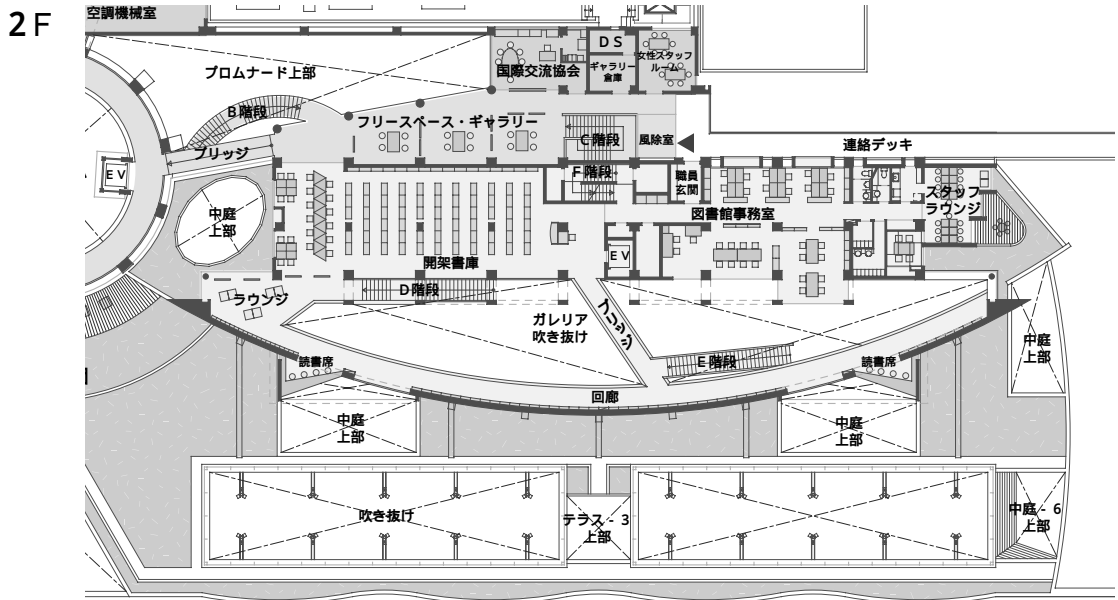 2F
空調機械室
プロムナード上部
国際交流協会
DS
ギャラリー
倉庫
女性スタッフ
ルーム
B階段
フリースペース・ギャラリー
C階段
風除室
連絡デッキ
ブリッジ
EV
F階段
職員
玄関
スタッフ
ラウンジ
中庭
上部
図書館事務室
開架書庫
EV
ラウンジ
D階段
ガレリア
吹き抜け
ブリッジ
E階段
読書席
読書席
中庭
上部
回廊
中庭
上部
中庭
上部
吹き抜け
テラス-3
上部
中庭-6
上部